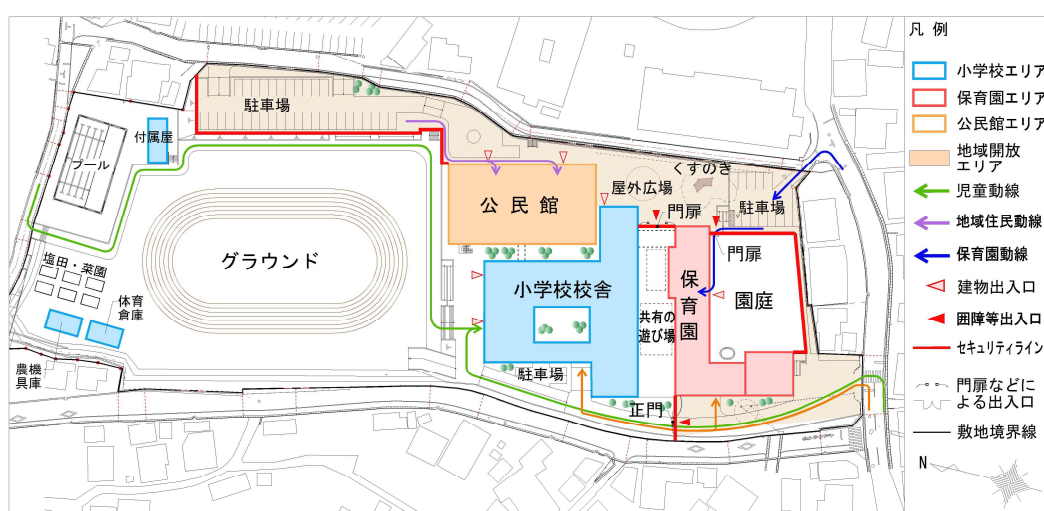 駐車場
付属屋
プール
くすのき
屋外広場
公民館
門扉
駐車場
門扉
塩田・菜園
グラウンド
小学校校舎
保育園
園庭
体育
倉庫
共有の
遊び場
農機
具庫
駐車場
正門
凡例
小学校エリア
保育園エリア
公民館エリア
地域開放
エリア
児童動線
地域住民動線
保育園動線
建物出入口
囲障等出入口
セキュリティライン
門扉などに
よる出入口
敷地境界線
N